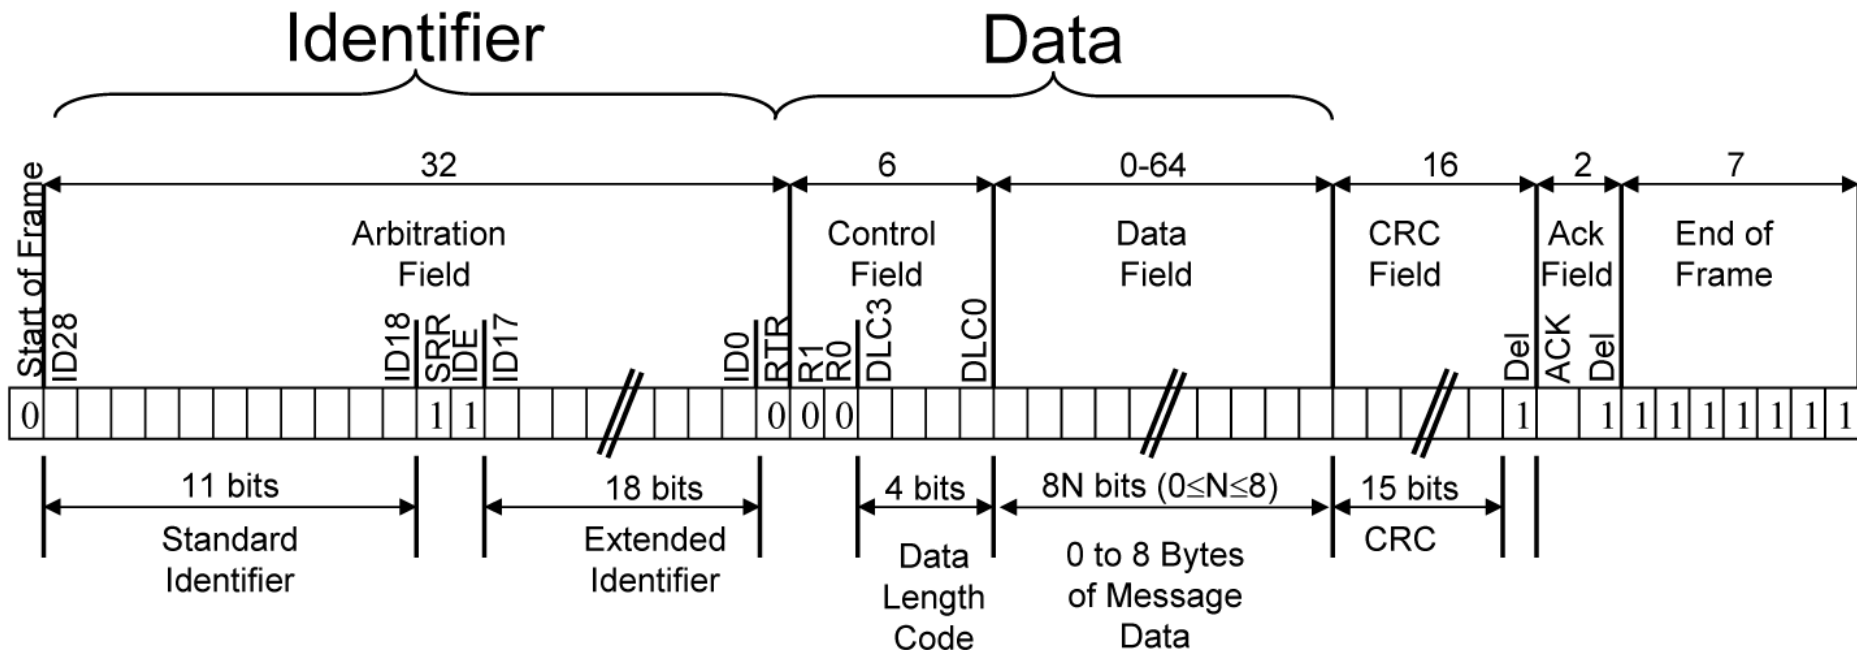 Identifier
Data
32
6
0-64
16
2
7
Start of Frame
Arbitration
Field
Control
Field
Data
Field
CRC
Field
Ack
Field
End of
Frame
ID28
ID18
SRR
IDE
ID17
ID0
RTR
R1
R0
DLC3
DLC0
Del
ACK
Del
0 1 1 0 0 0 1 1 1 1 1 1 1 1 1
11 bits
18 bits
4 bits
8N bits (0≤N≤8)
15 bits
Standard
Identifier
Extended
Identifier
Data
Length
Code
0 to 8 Bytes
of Message
Data
CRC